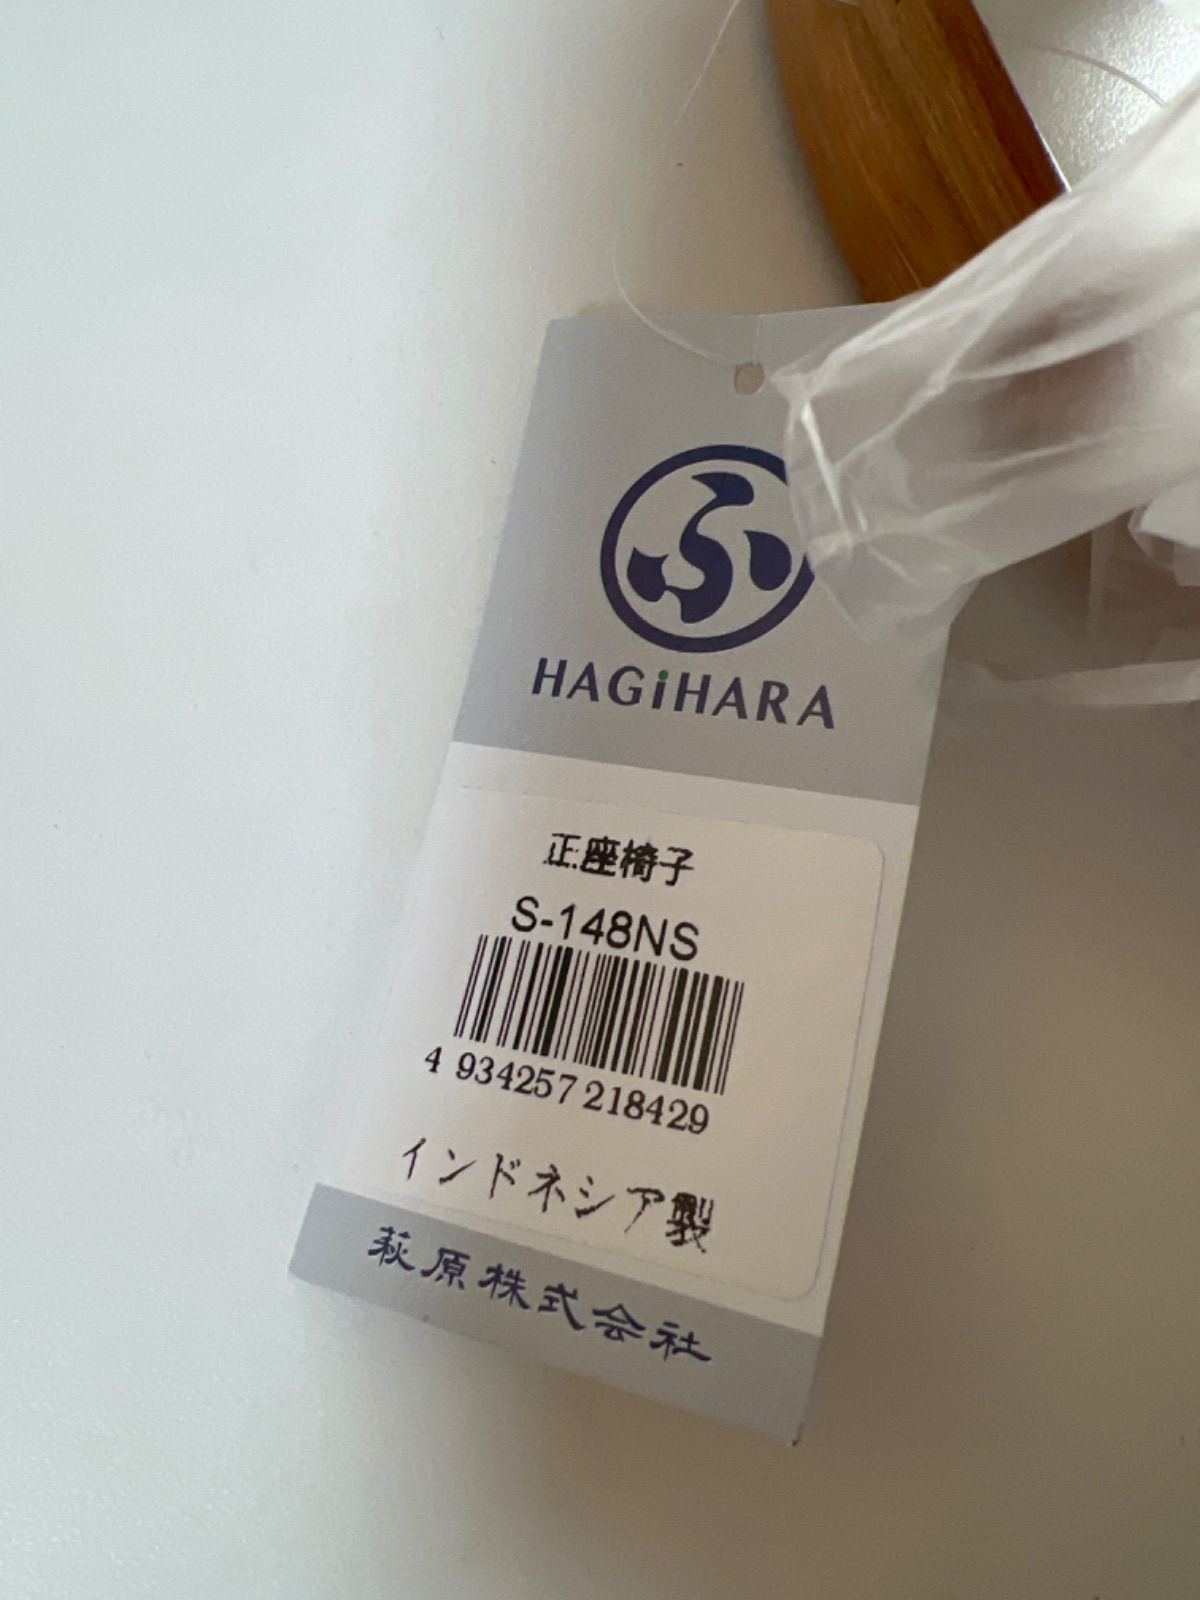 ふ
HAGiHARA
正座椅子
S-148NS
4 934257 218429
インドネシア製
萩原株式会社